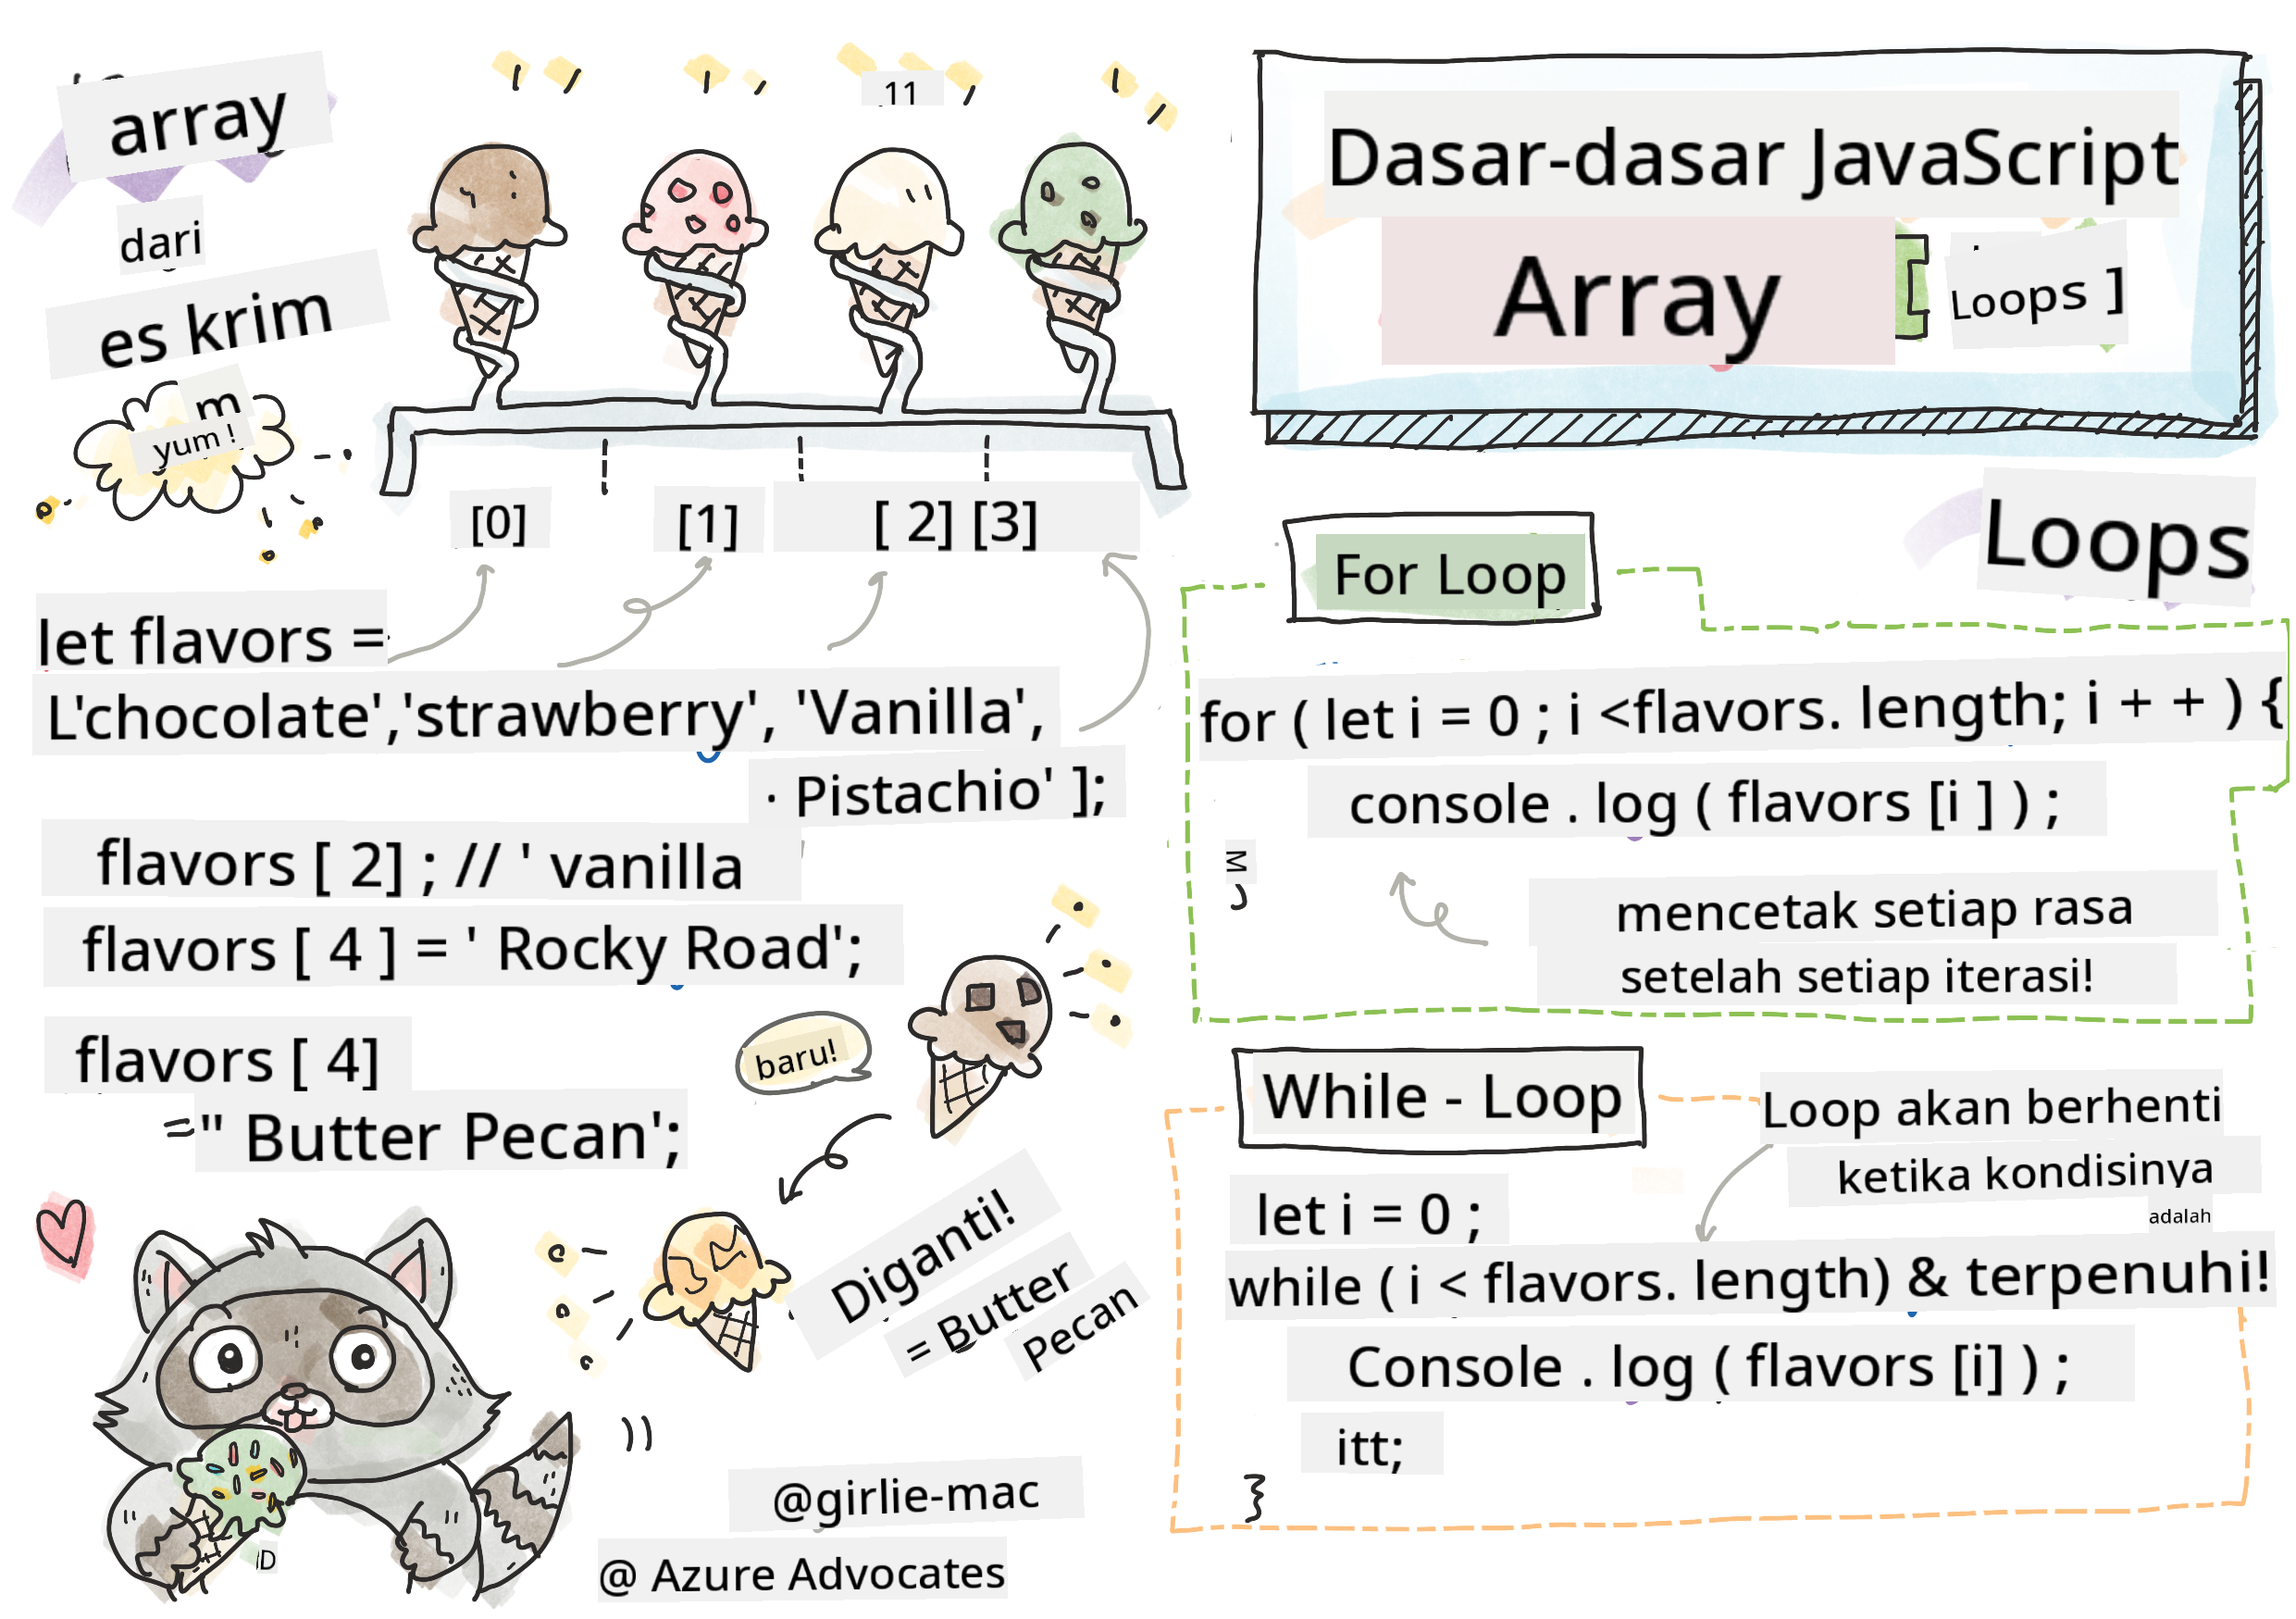 array
dari
es krim
m
yum !
11
[0]
[1]
[ 2] [3]
let flavors =
L'chocolate','strawberry', 'Vanilla',
· Pistachio' ];
flavors [ 2] ; // ' vanilla
flavors [ 4 ] = ' Rocky Road';
flavors [ 4]
=" Butter Pecan';
baru!
Diganti!
= Butter
Pecan
@girlie-mac
@ Azure Advocates
D
Dasar-dasar JavaScript
Array
[ Loops ]
Loops
For Loop
for ( let i = 0 ; i <flavors. length; i + + ) {
console . log ( flavors [i ] ) ;
M
mencetak setiap rasa
setelah setiap iterasi!
While - Loop
Loop akan berhenti
ketika kondisinya
adalah
let i = 0 ;
while ( i < flavors. length) & terpenuhi!
Console . log ( flavors [i] ) ;
itt;
}